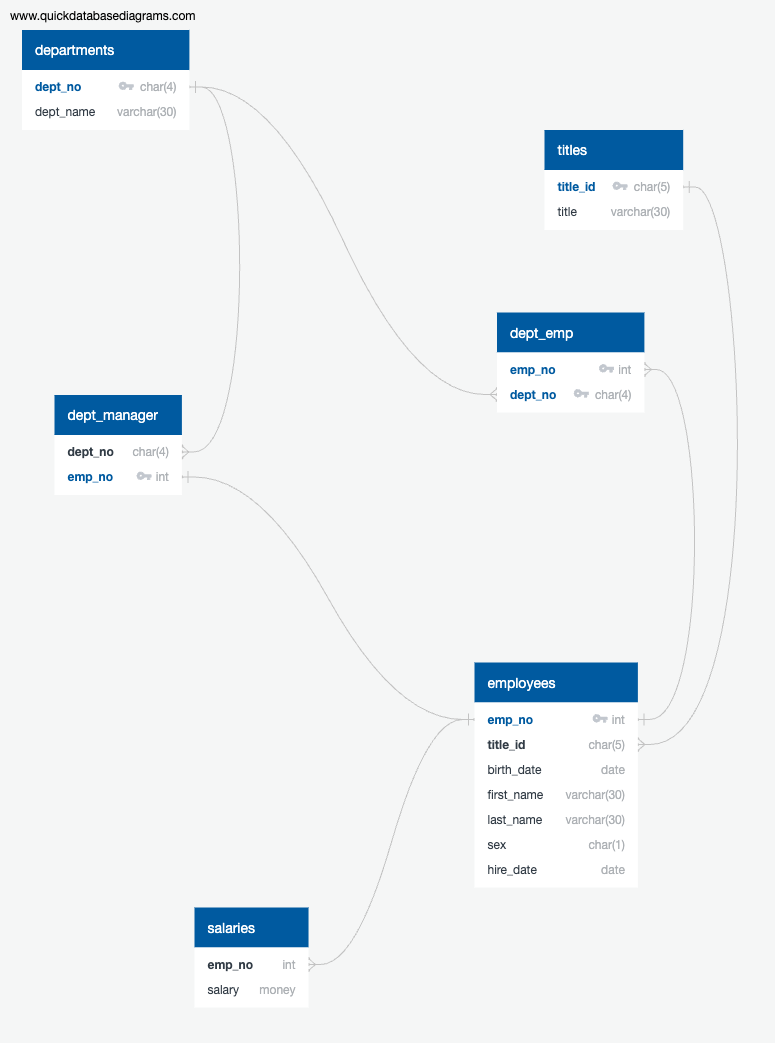 www.quickdatabasediagrams.com
departments
dept_no char(4)
dept_name varchar(30)
titles
title_id char(5)
title varchar(30)
dept_emp
emp_no int
dept_no char(4)
dept_manager
dept_no char(4)
emp_no int
employees
emp_no int
title_id char(5)
birth_date date
first_name varchar(30)
last_name varchar(30)
sex char(1)
hire_date date
salaries
emp_no int
salary money